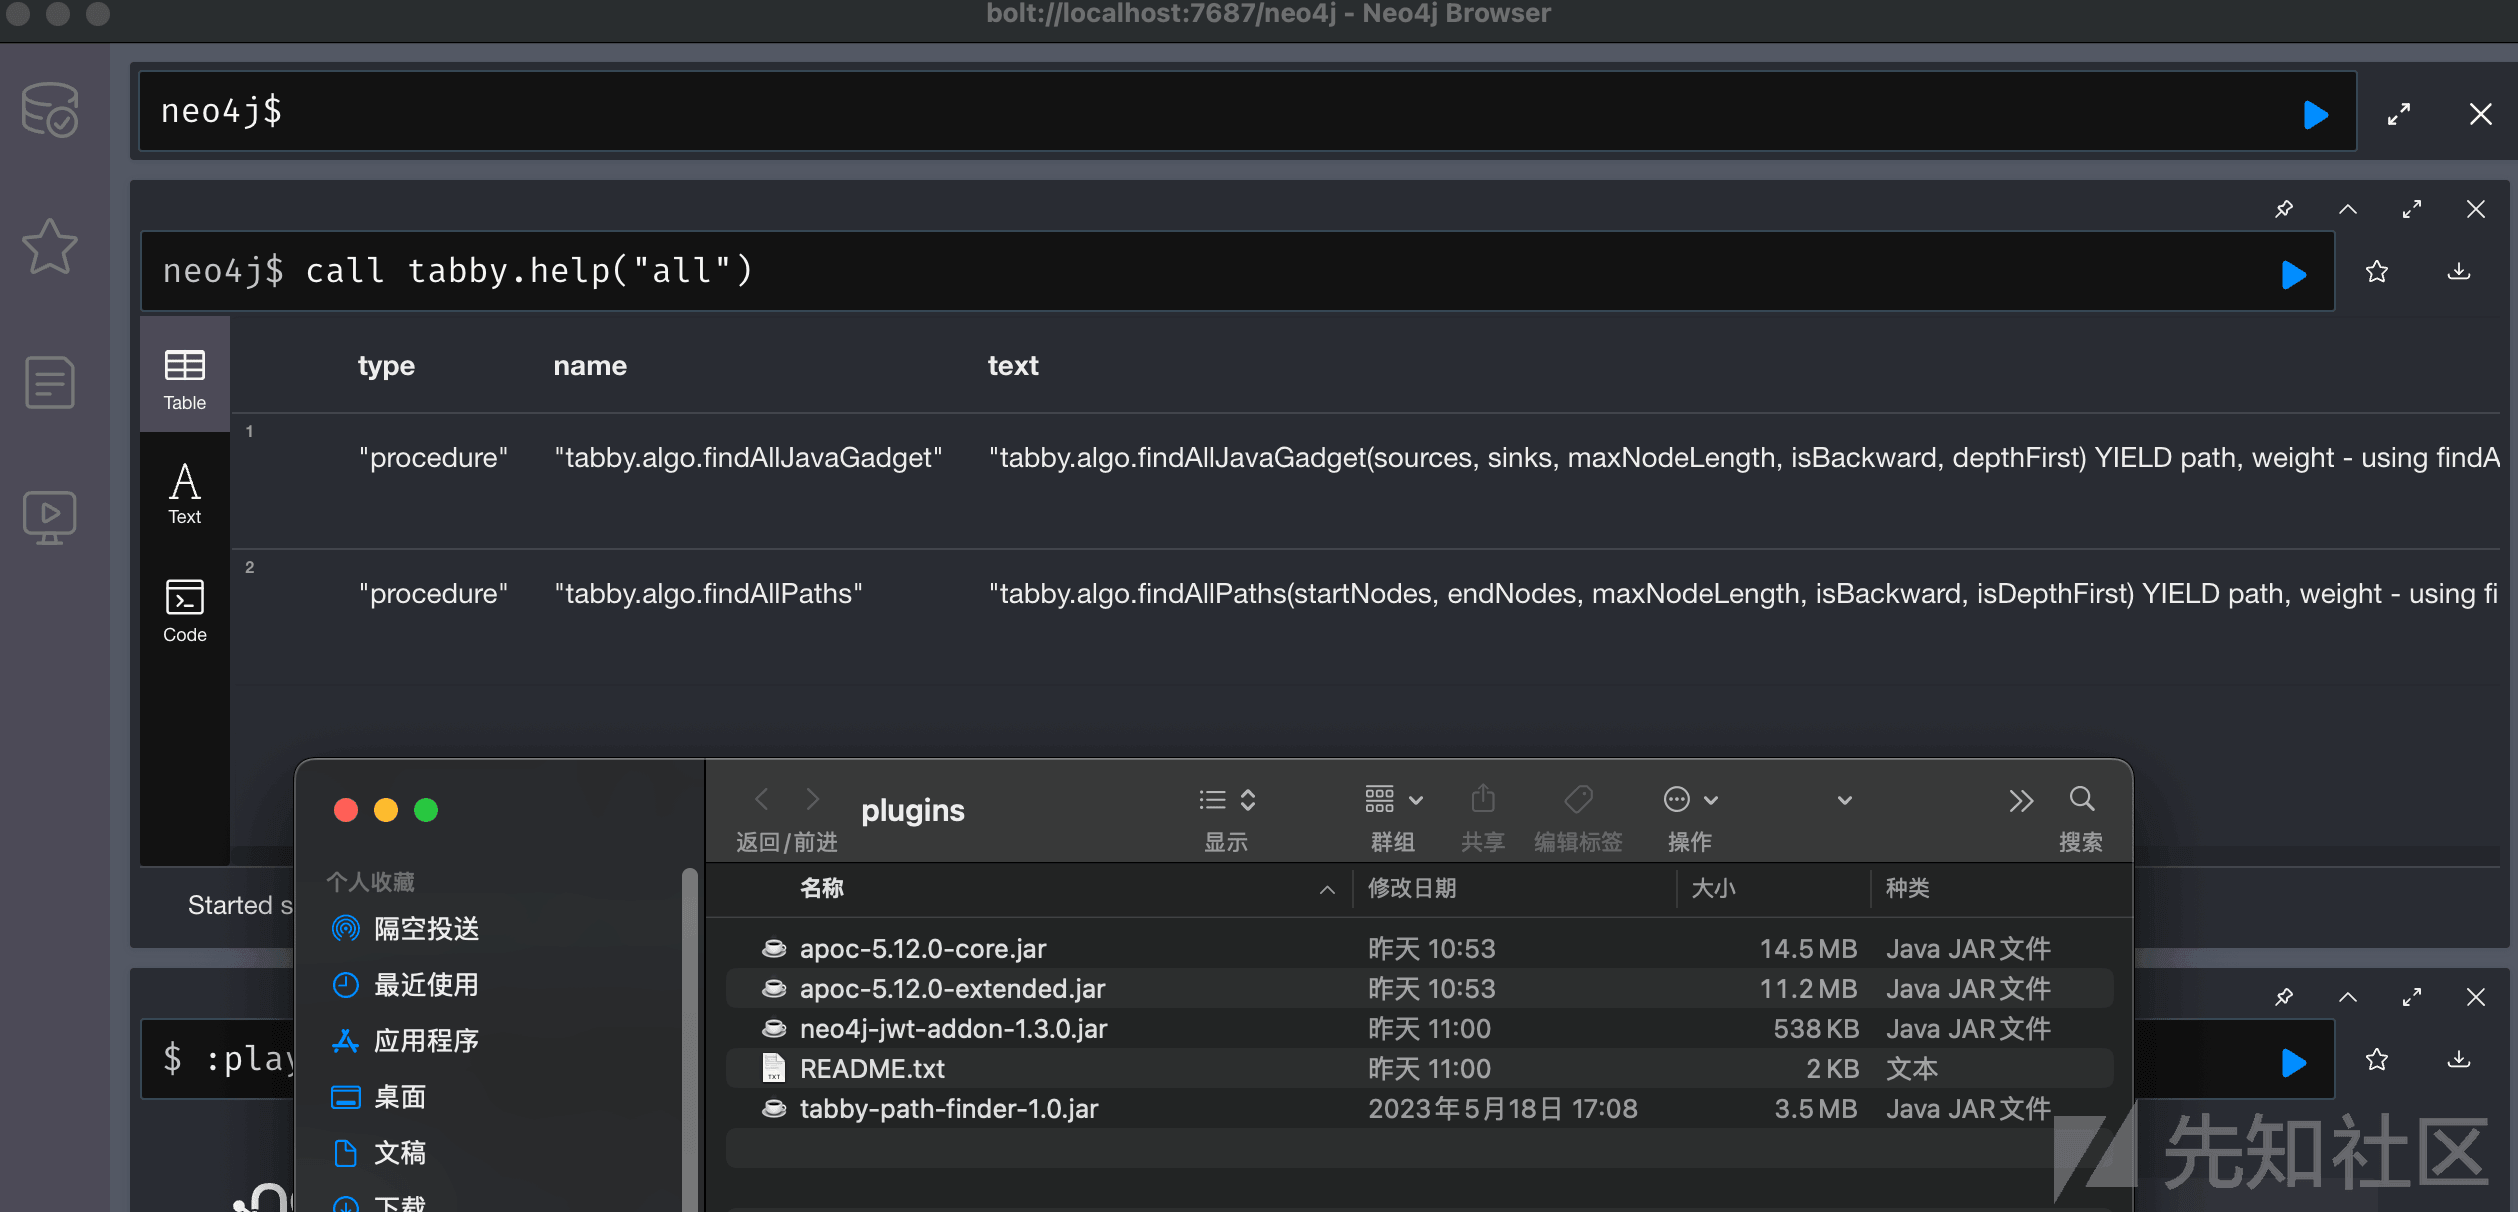 bolt://localhost:7687/neo4j - Neo4j Browser
neo4j$
neo4j$ call tabby.help("all")
Table
Text
Code
type name text
1
"procedure" "tabby.algo.findAllJavaGadget" "tabby.algo.findAllJavaGadget(sources, sinks, maxNodeLength, isBackward, depthFirst) YIELD path, weight - using findA
2
"procedure" "tabby.algo.findAllPaths" "tabby.algo.findAllPaths(startNodes, endNodes, maxNodeLength, isBackward, isDepthFirst) YIELD path, weight - using fi
Started s
$ :play
plugins
返回/前进 显示 群组 共享 编辑标签 操作 搜索
个人收藏
隔空投送
最近使用
应用程序
桌面
文稿
下载
名称 修改日期 大小 种类
apoc-5.12.0-core.jar 昨天 10:53 14.5 MB Java JAR文件
apoc-5.12.0-extended.jar 昨天 10:53 11.2 MB Java JAR文件
neo4j-jwt-addon-1.3.0.jar 昨天 11:00 538 KB Java JAR文件
README.txt 昨天 11:00 2 KB 文本
tabby-path-finder-1.0.jar 2023年5月18日 17:08 3.5 MB Java JAR文件
先知社区